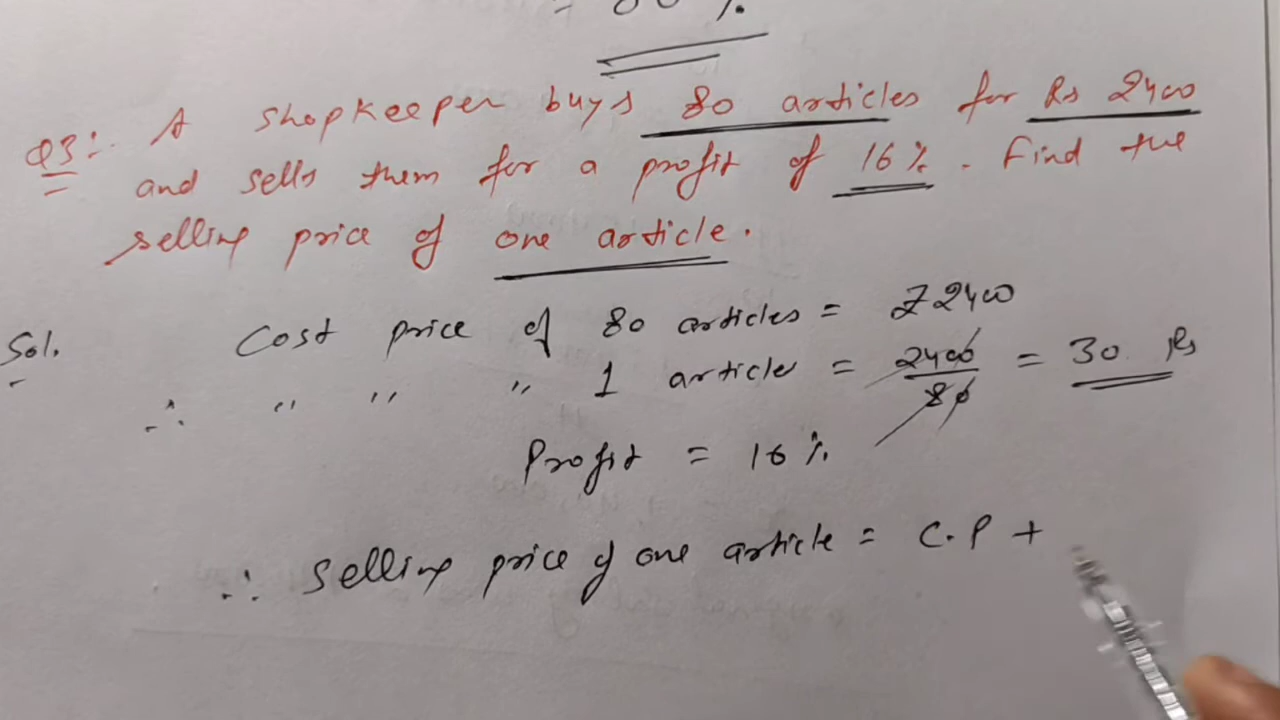 = 80 %.
Q3:. A shopkeeper buys 80 articles for Rs 2400
and sells them for a profit of 16%. Find the
selling price of one article.
Sol. Cost price of 80 articles = ₹2400
∴ " " " 1 article = 2400/80 = 30 Rs
Profit = 16%
∴ Selling price of one article = C.P +